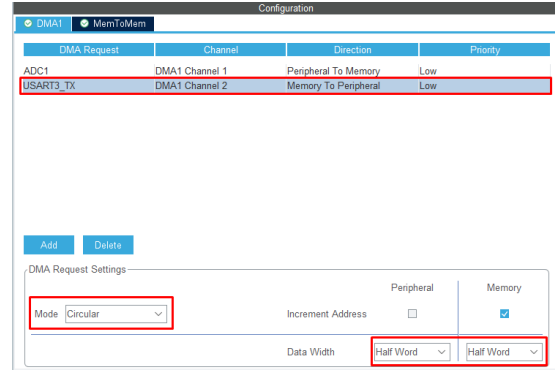 Configuration
DMA1 MemToMem
DMA Request Channel Direction Priority
ADC1 DMA1 Channel 1 Peripheral To Memory Low
USART3_TX DMA1 Channel 2 Memory To Peripheral Low
Add Delete
DMA Request Settings
Peripheral Memory
Mode Circular Increment Address
Data Width Half Word Half Word